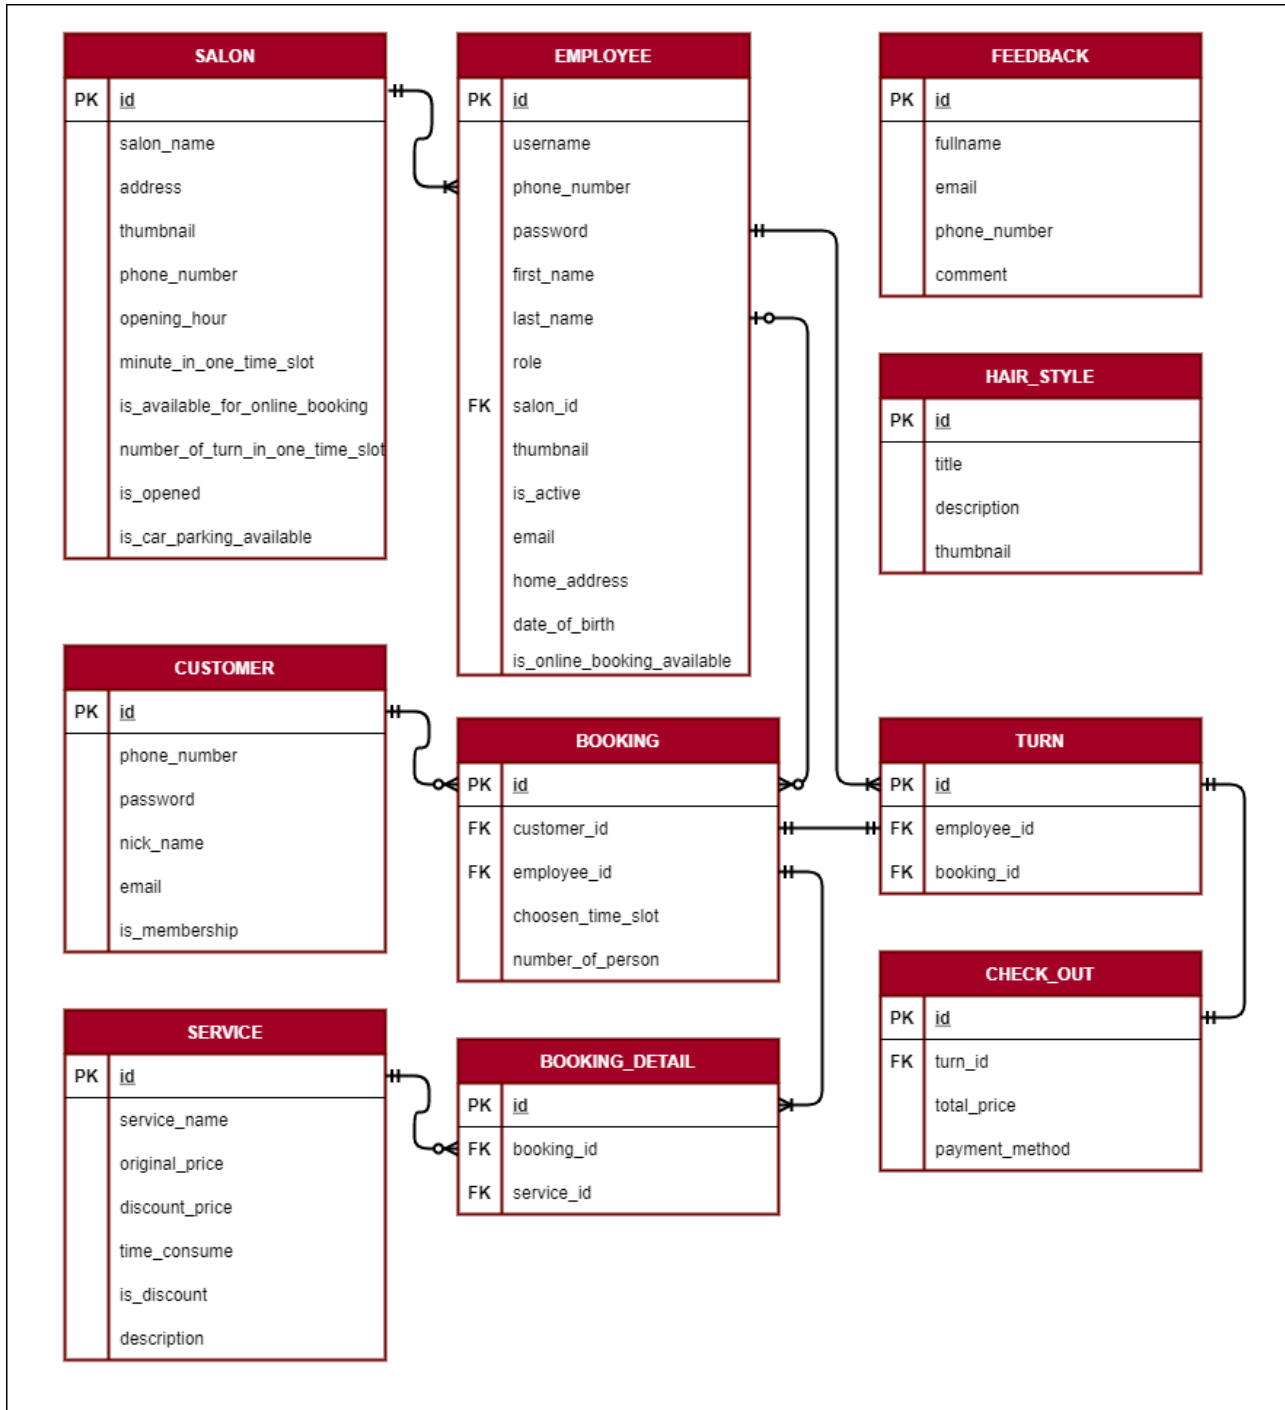 SALON
PK id
salon_name
address
thumbnail
phone_number
opening_hour
minute_in_one_time_slot
is_available_for_online_booking
number_of_turn_in_one_time_slot
is_opened
is_car_parking_available
EMPLOYEE
PK id
username
phone_number
password
first_name
last_name
role
FK salon_id
thumbnail
is_active
email
home_address
date_of_birth
is_online_booking_available
FEEDBACK
PK id
fullname
email
phone_number
comment
HAIR_STYLE
PK id
title
description
thumbnail
CUSTOMER
PK id
phone_number
password
nick_name
email
is_membership
BOOKING
PK id
FK customer_id
FK employee_id
choosen_time_slot
number_of_person
TURN
PK id
FK employee_id
FK booking_id
SERVICE
PK id
service_name
original_price
discount_price
time_consume
is_discount
description
BOOKING_DETAIL
PK id
FK booking_id
FK service_id
CHECK_OUT
PK id
FK turn_id
total_price
payment_method